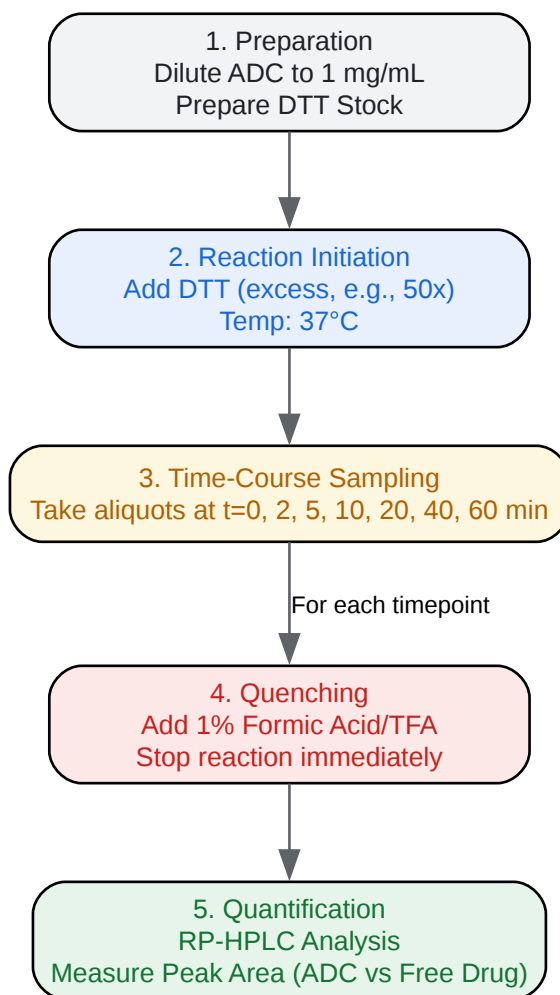 1. Preparation
Dilute ADC to 1 mg/mL
Prepare DTT Stock
2. Reaction Initiation
Add DTT (excess, e.g., 50x)
Temp: 37°C
3. Time-Course Sampling
Take aliquots at t=0, 2, 5, 10, 20, 40, 60 min
For each timepoint
4. Quenching
Add 1% Formic Acid/TFA
Stop reaction immediately
5. Quantification
RP-HPLC Analysis
Measure Peak Area (ADC vs Free Drug)